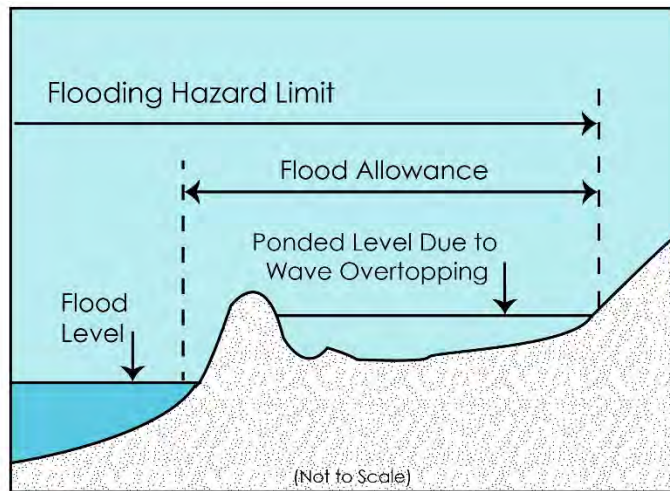 Flooding Hazard Limit
Flood Allowance
Ponded Level Due to
Wave Overtopping
Flood
Level
(Not to Scale)